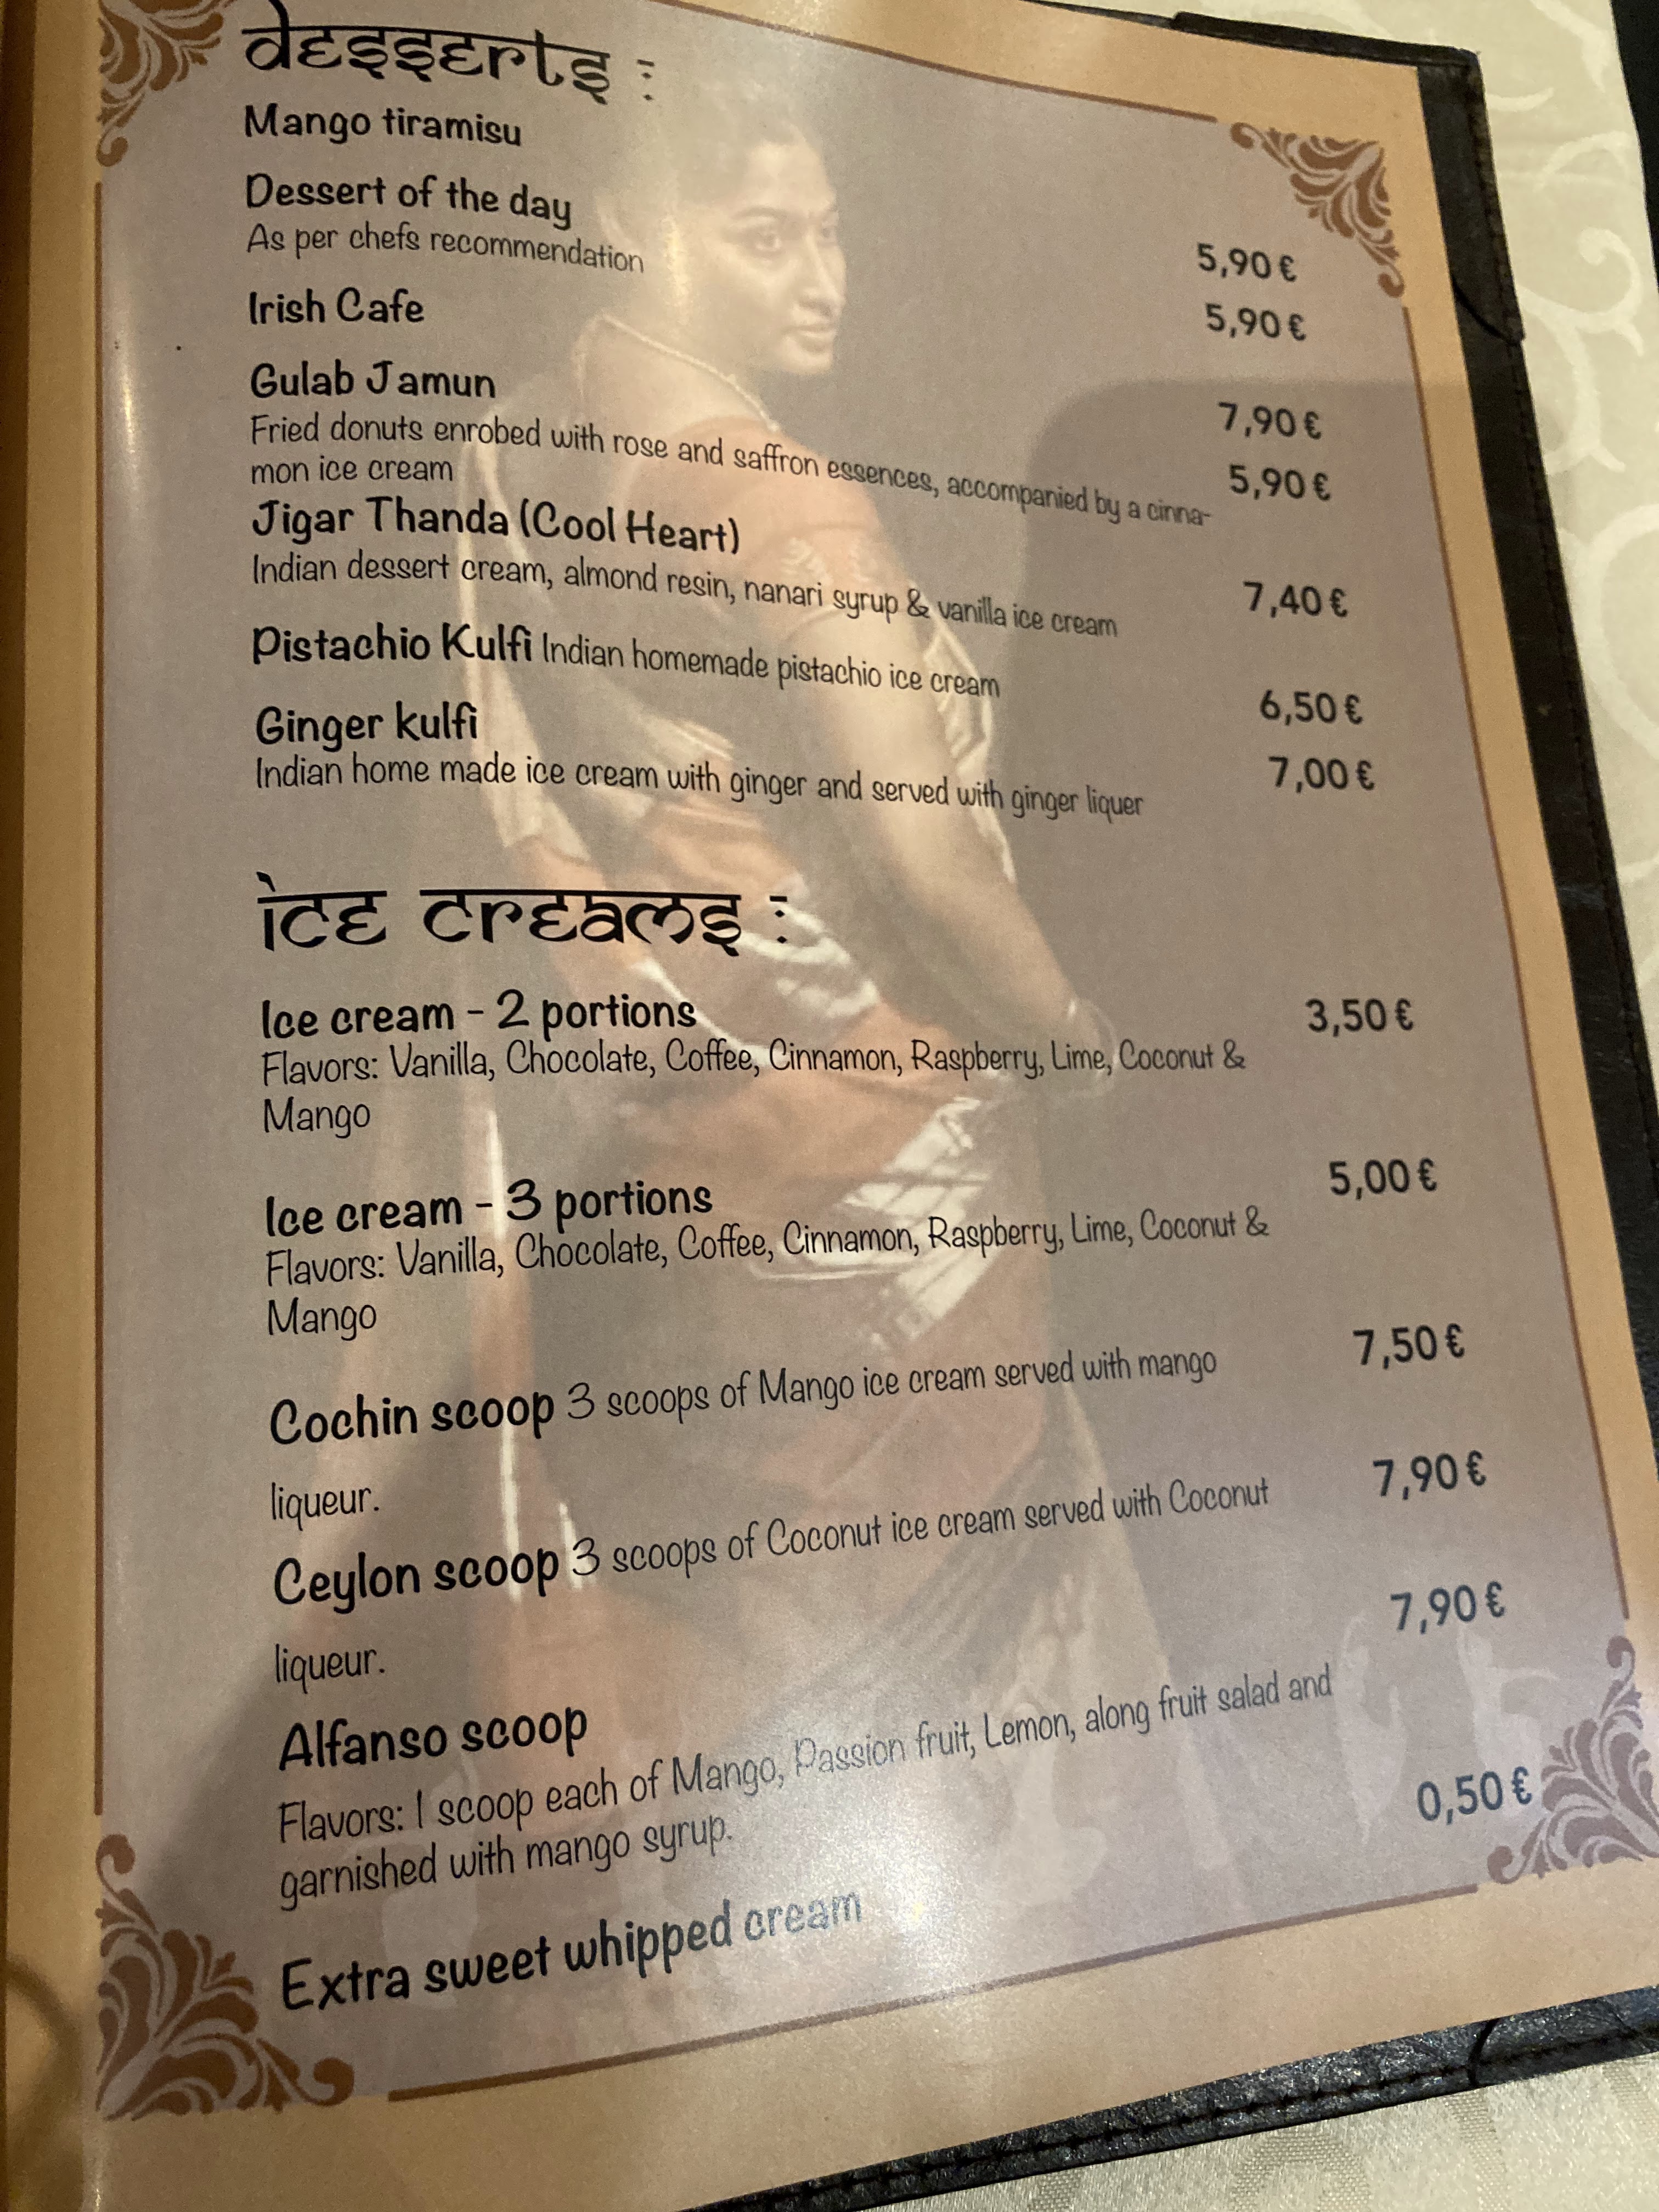 desserts :
Mango tiramisu 5,90 €
Dessert of the day 5,90 €
As per chefs recommendation
Irish Cafe 7,90 €
Gulab Jamun 5,90 €
Fried donuts enrobed with rose and saffron essences, accompanied by a cinna-
mon ice cream
Jigar Thanda (Cool Heart) 7,40 €
Indian dessert cream, almond resin, nanari syrup & vanilla ice cream
Pistachio Kulfi Indian homemade pistachio ice cream 6,50 €
Ginger kulfi 7,00 €
Indian home made ice cream with ginger and served with ginger liquer
ice creams :
Ice cream - 2 portions 3,50 €
Flavors: Vanilla, Chocolate, Coffee, Cinnamon, Raspberry, Lime, Coconut &
Mango
Ice cream - 3 portions 5,00 €
Flavors: Vanilla, Chocolate, Coffee, Cinnamon, Raspberry, Lime, Coconut &
Mango
Cochin scoop 3 scoops of Mango ice cream served with mango 7,50 €
liqueur.
Ceylon scoop 3 scoops of Coconut ice cream served with Coconut 7,90 €
liqueur.
Alfanso scoop 7,90 €
Flavors: 1 scoop each of Mango, Passion fruit, Lemon, along fruit salad and
garnished with mango syrup.
Extra sweet whipped cream 0,50 €